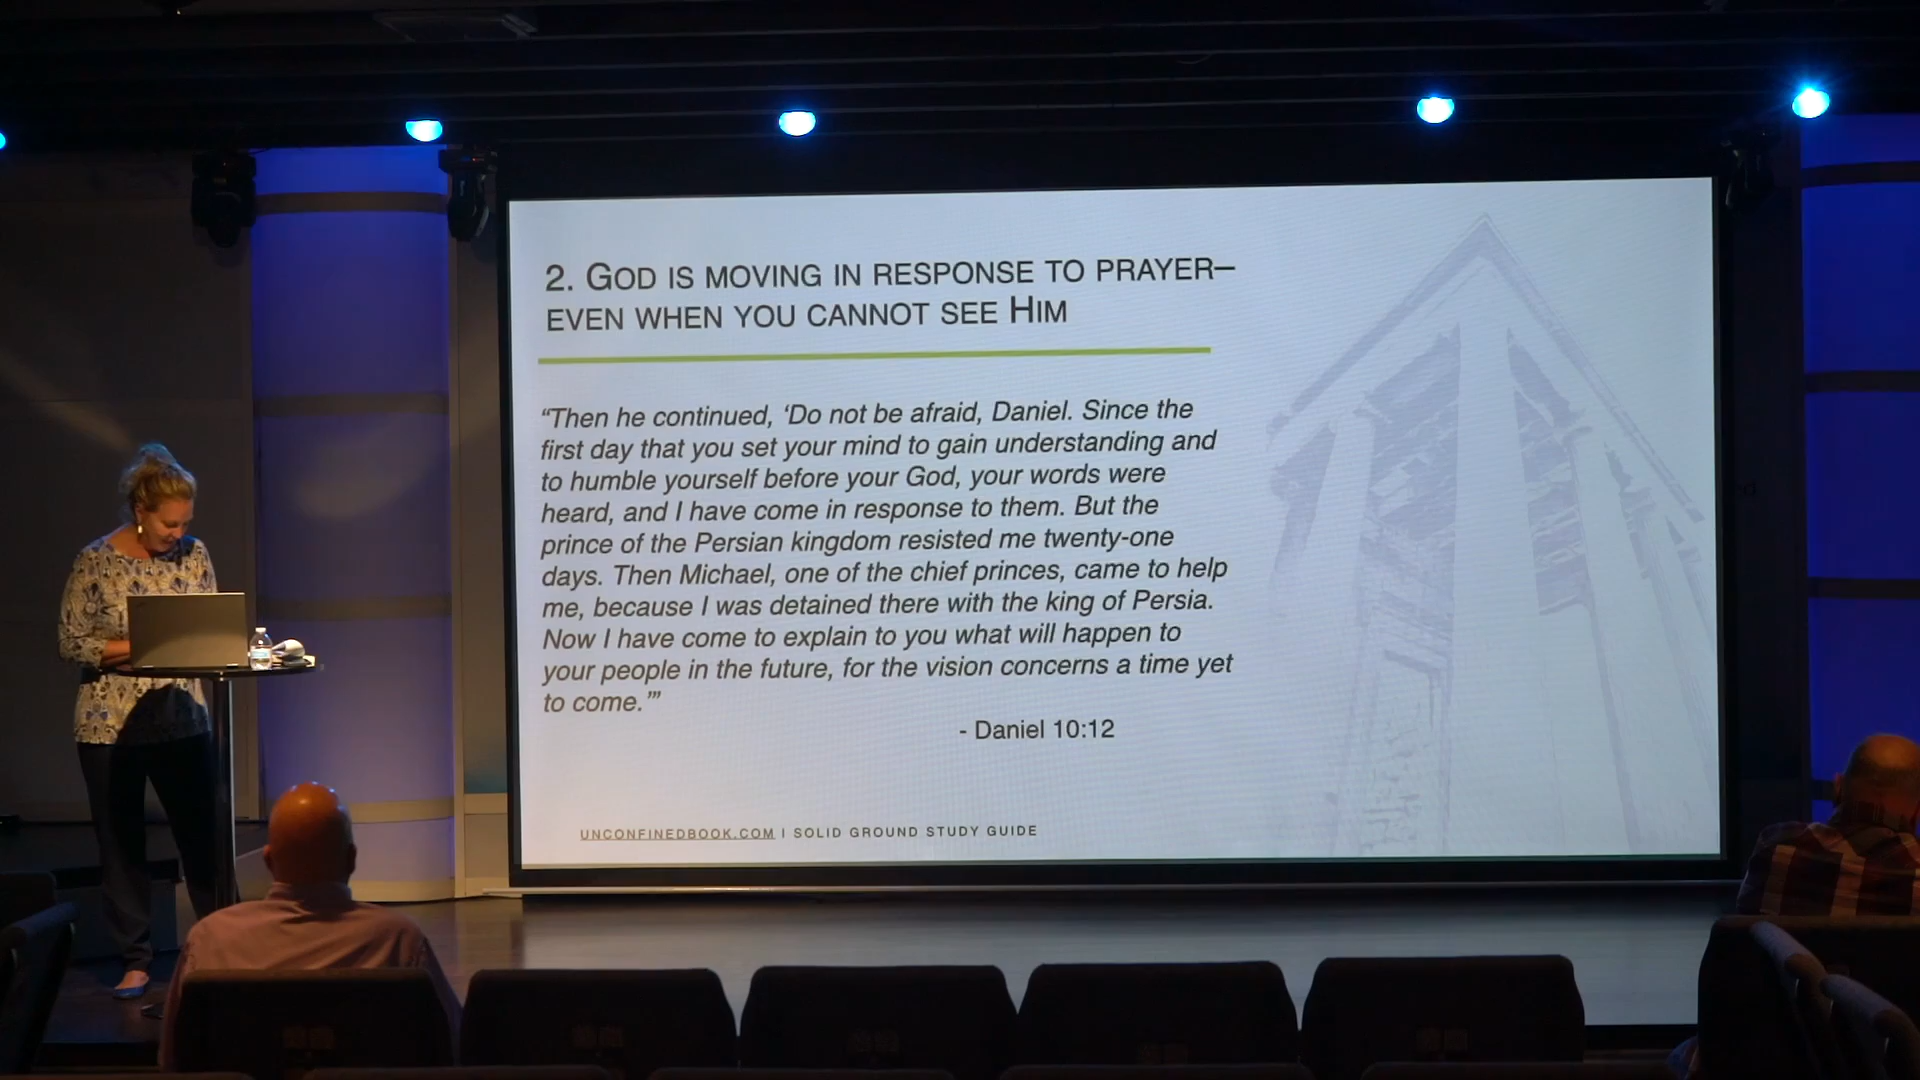 2. GOD IS MOVING IN RESPONSE TO PRAYER–
EVEN WHEN YOU CANNOT SEE HIM
“Then he continued, ‘Do not be afraid, Daniel. Since the
first day that you set your mind to gain understanding and
to humble yourself before your God, your words were
heard, and I have come in response to them. But the
prince of the Persian kingdom resisted me twenty-one
days. Then Michael, one of the chief princes, came to help
me, because I was detained there with the king of Persia.
Now I have come to explain to you what will happen to
your people in the future, for the vision concerns a time yet
to come.’”
- Daniel 10:12
UNCONFINEDBOOK.COM | SOLID GROUND STUDY GUIDE